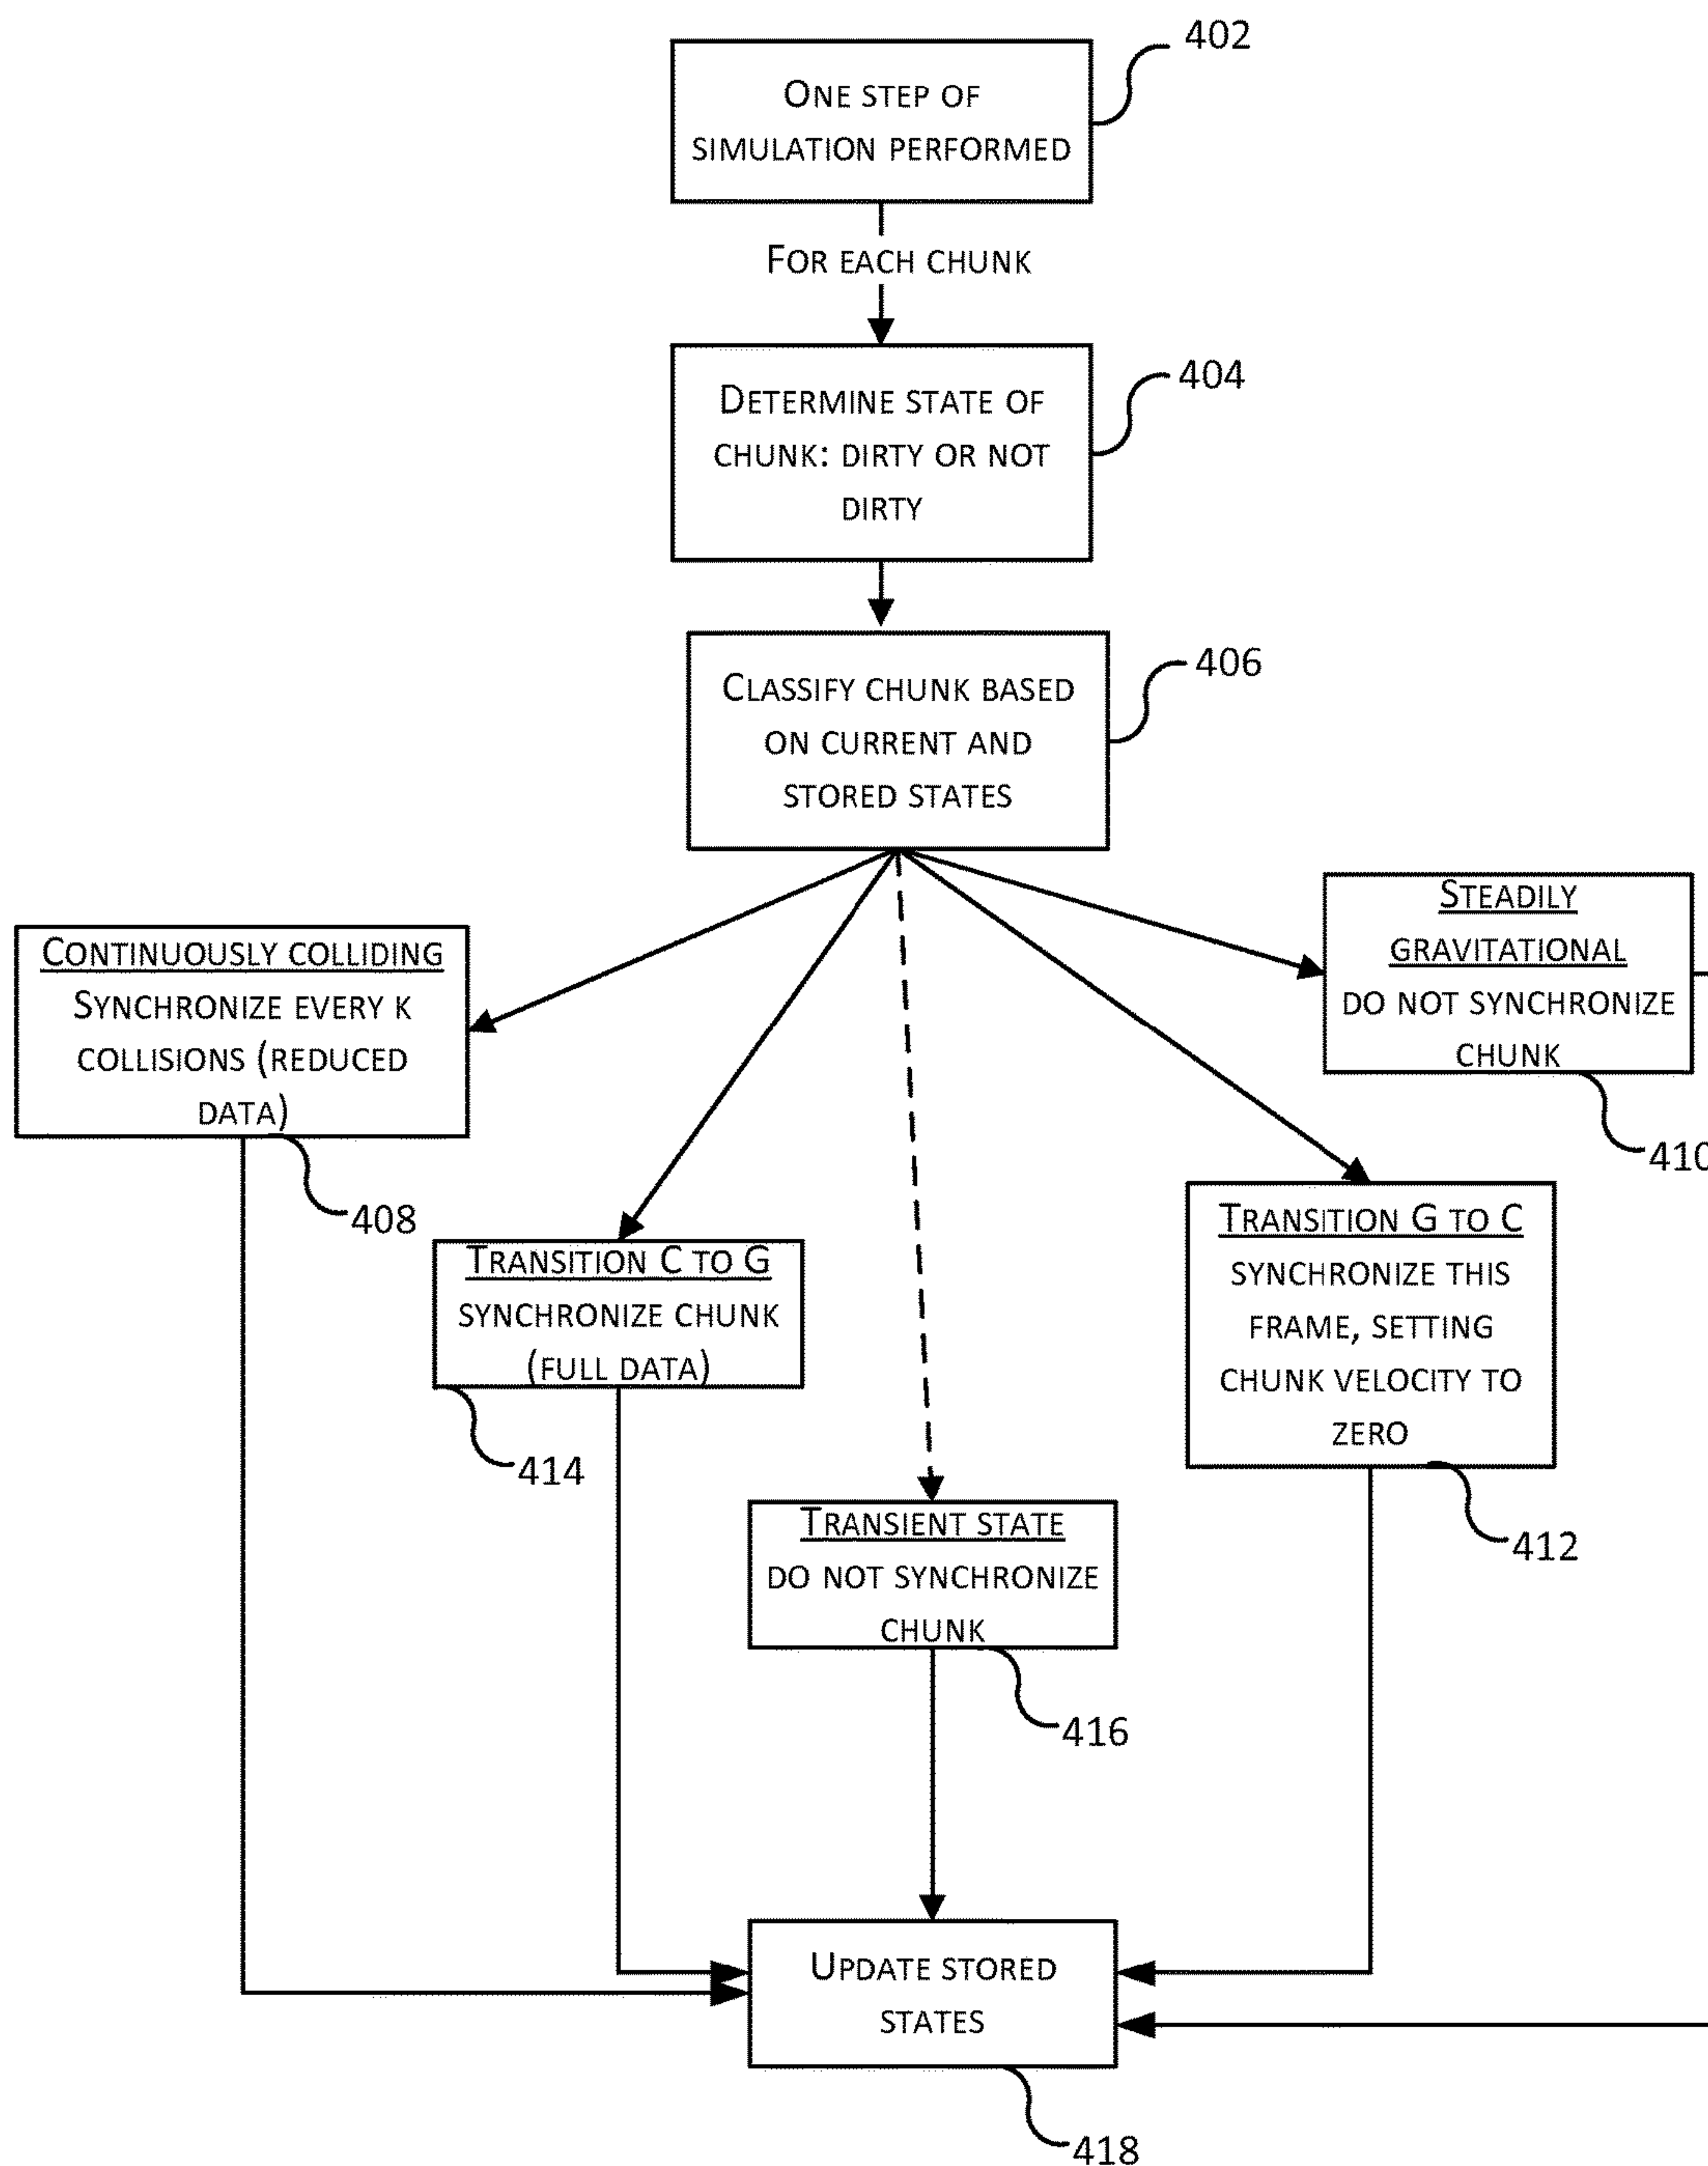 402
ONE STEP OF
SIMULATION PERFORMED
FOR EACH CHUNK
404
DETERMINE STATE OF
CHUNK: DIRTY OR NOT
DIRTY
406
CLASSIFY CHUNK BASED
ON CURRENT AND
STORED STATES
STEADILY
GRAVITATIONAL
DO NOT SYNCHRONIZE
CHUNK
410
CONTINUOUSLY COLLIDING
SYNCHRONIZE EVERY K
COLLISIONS (REDUCED
DATA)
408
TRANSITION C TO G
SYNCHRONIZE CHUNK
(FULL DATA)
414
TRANSITION G TO C
SYNCHRONIZE THIS
FRAME, SETTING
CHUNK VELOCITY TO
ZERO
412
TRANSIENT STATE
DO NOT SYNCHRONIZE
CHUNK
416
UPDATE STORED
STATES
418